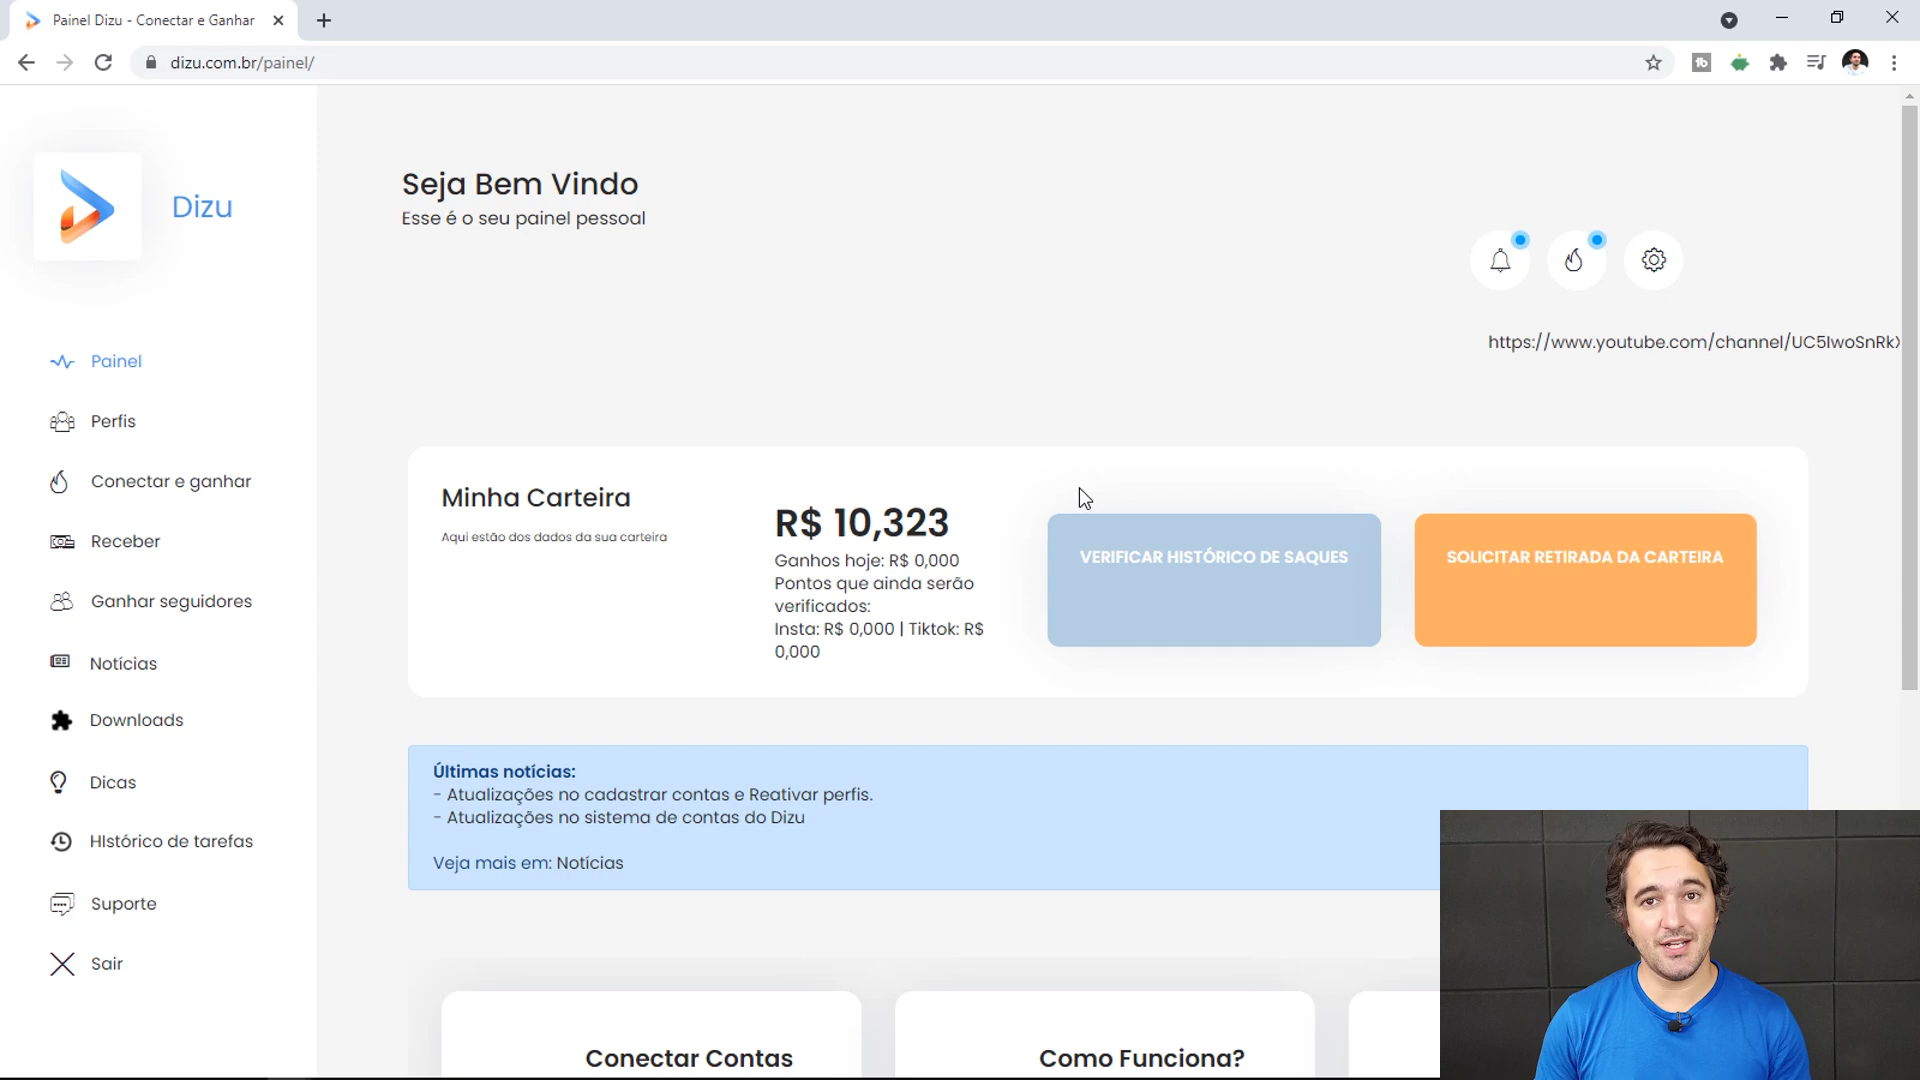 Painel Dizu - Conectar e Ganhar
dizu.com.br/painel/
Dizu
Painel
Perfis
Conectar e ganhar
Receber
Ganhar seguidores
Notícias
Downloads
Dicas
HIstórico de tarefas
Suporte
Sair
Seja Bem Vindo
Esse é o seu painel pessoal
https://www.youtube.com/channel/UC5IwoSnRkX
Minha Carteira
Aqui estão dos dados da sua carteira
R$ 10,323
Ganhos hoje: R$ 0,000
Pontos que ainda serão
verificados:
Insta: R$ 0,000 | Tiktok: R$
0,000
VERIFICAR HISTÓRICO DE SAQUES
SOLICITAR RETIRADA DA CARTEIRA
Últimas notícias:
- Atualizações no cadastrar contas e Reativar perfis.
- Atualizações no sistema de contas do Dizu
Veja mais em: Notícias
Conectar Contas
Como Funciona?